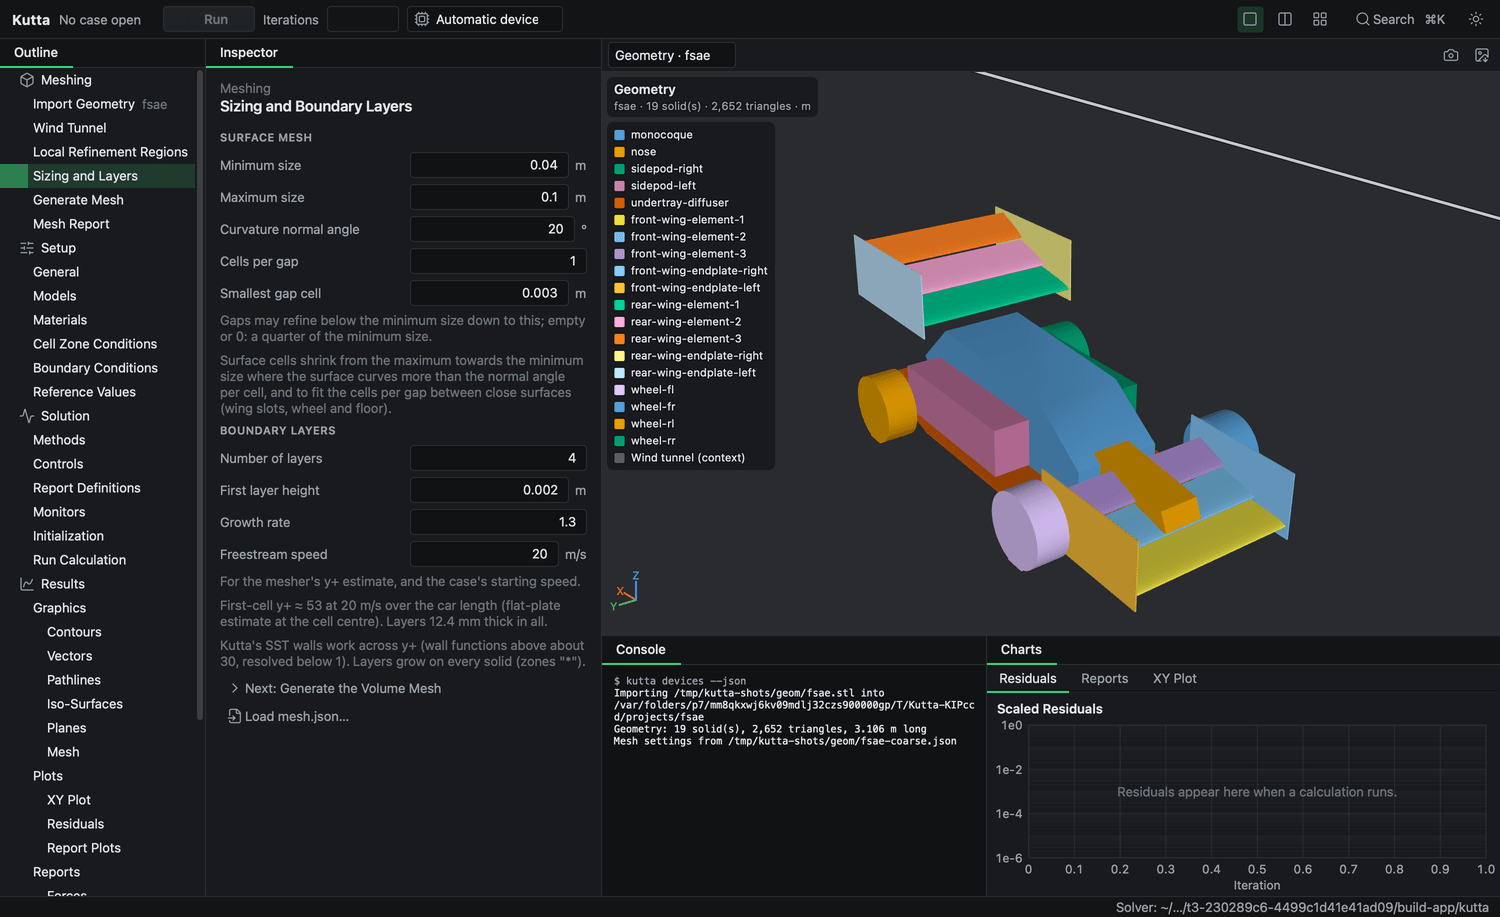 Kutta No case open Run Iterations Automatic device Search ⌘K
Outline
Meshing
Import Geometry fsae
Wind Tunnel
Local Refinement Regions
Sizing and Layers
Generate Mesh
Mesh Report
Setup
General
Models
Materials
Cell Zone Conditions
Boundary Conditions
Reference Values
Solution
Methods
Controls
Report Definitions
Monitors
Initialization
Run Calculation
Results
Graphics
Contours
Vectors
Pathlines
Iso-Surfaces
Planes
Mesh
Plots
XY Plot
Residuals
Report Plots
Reports
Forces
Inspector
Meshing
Sizing and Boundary Layers
SURFACE MESH
Minimum size 0.04 m
Maximum size 0.1 m
Curvature normal angle 20 °
Cells per gap 1
Smallest gap cell 0.003 m
Gaps may refine below the minimum size down to this; empty
or 0: a quarter of the minimum size.
Surface cells shrink from the maximum towards the minimum
size where the surface curves more than the normal angle
per cell, and to fit the cells per gap between close surfaces
(wing slots, wheel and floor).
BOUNDARY LAYERS
Number of layers 4
First layer height 0.002 m
Growth rate 1.3
Freestream speed 20 m/s
For the mesher's y+ estimate, and the case's starting speed.
First-cell y+ ≈ 53 at 20 m/s over the car length (flat-plate
estimate at the cell centre). Layers 12.4 mm thick in all.
Kutta's SST walls work across y+ (wall functions above about
30, resolved below 1). Layers grow on every solid (zones "*").
Next: Generate the Volume Mesh
Load mesh.json...
Geometry · fsae
Geometry
fsae · 19 solid(s) · 2,652 triangles · m
monocoque
nose
sidepod-right
sidepod-left
undertray-diffuser
front-wing-element-1
front-wing-element-2
front-wing-element-3
front-wing-endplate-right
front-wing-endplate-left
rear-wing-element-1
rear-wing-element-2
rear-wing-element-3
rear-wing-endplate-right
rear-wing-endplate-left
wheel-fl
wheel-fr
wheel-rl
wheel-rr
Wind tunnel (context)
Z
X
Y
Console
$ kutta devices --json
Importing /tmp/kutta-shots/geom/fsae.stl into
/var/folders/p7/mm8qkxwj6kv09mdlj32czs900000gp/T/Kutta-KIPcc
d/projects/fsae
Geometry: 19 solid(s), 2,652 triangles, 3.106 m long
Mesh settings from /tmp/kutta-shots/geom/fsae-coarse.json
Charts
Residuals Reports XY Plot
Scaled Residuals
1e0
1e-2
Residuals appear here when a calculation runs.
1e-4
1e-6
0 0.1 0.2 0.3 0.4 0.5 0.6 0.7 0.8 0.9 1.0
Iteration
Solver: ~/.../t3-230289c6-4499c1d41e41ad09/build-app/kutta